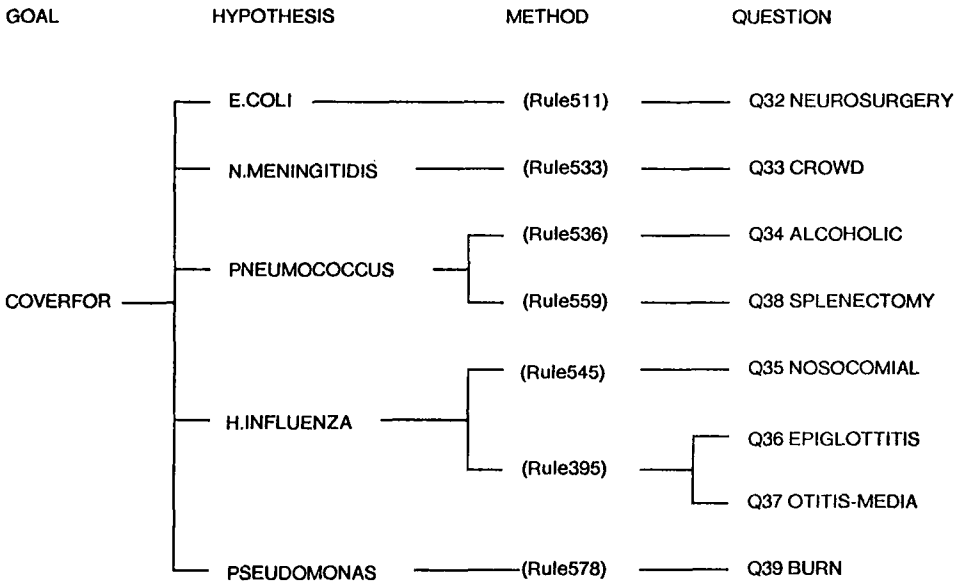 GOAL HYPOTHESIS METHOD QUESTION
E.COLI (Rule511) Q32 NEUROSURGERY
N.MENINGITIDIS (Rule533) Q33 CROWD
(Rule536) Q34 ALCOHOLIC
PNEUMOCOCCUS
COVERFOR (Rule559) Q38 SPLENECTOMY
(Rule545) Q35 NOSOCOMIAL
H.INFLUENZA
Q36 EPIGLOTTITIS
(Rule395)
Q37 OTITIS-MEDIA
PSEUDOMONAS (Rule578) Q39 BURN